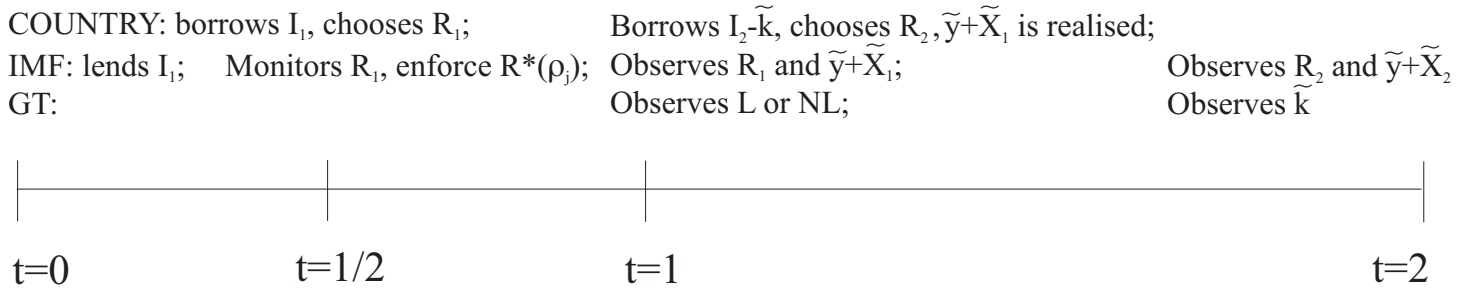 COUNTRY: borrows I₁, chooses R₁; Borrows I₂-k̃, chooses R₂, ỹ+X̃₁ is realised;
IMF: lends I₁; Monitors R₁, enforce R*(ρⱼ); Observes R₁ and ỹ+X̃₁; Observes R₂ and ỹ+X̃₂
GT: Observes L or NL; Observes k̃
t=0 t=1/2 t=1 t=2